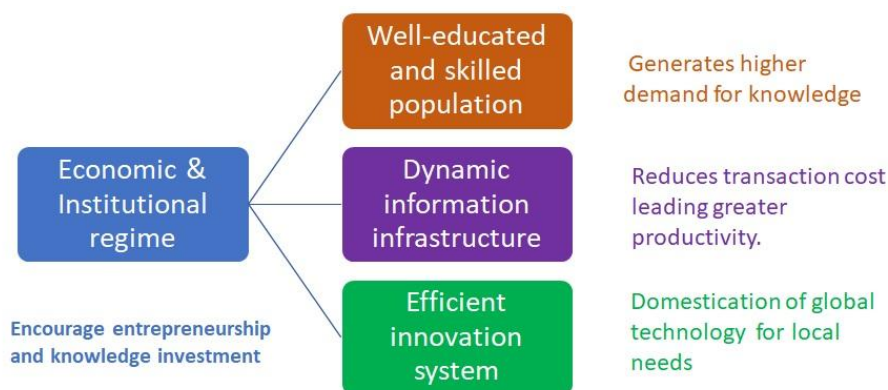 Well-educated
and skilled
population
Generates higher
demand for knowledge
Economic &
Institutional
regime
Dynamic
information
infrastructure
Reduces transaction cost
leading greater
productivity.
Encourage entrepreneurship
and knowledge investment
Efficient
innovation
system
Domestication of global
technology for local
needs